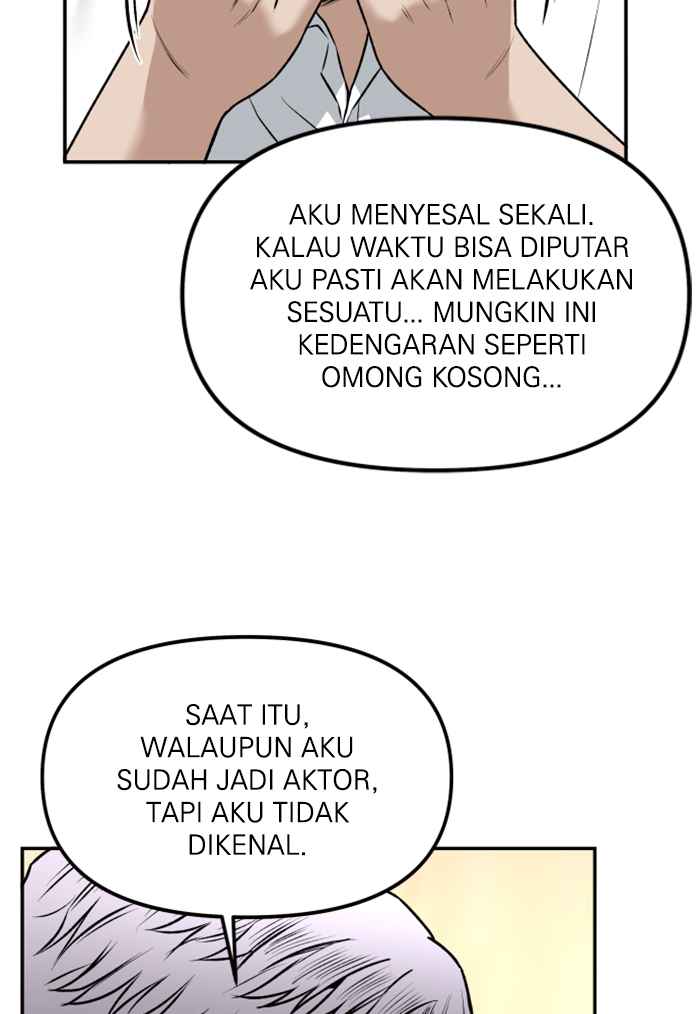 AKU MENYESAL SEKALI.
KALAU WAKTU BISA DIPUTAR
AKU PASTI AKAN MELAKUKAN
SESUATU... MUNGKIN INI
KEDENGARAN SEPERTI
OMONG KOSONG...
SAAT ITU,
WALAUPUN AKU
SUDAH JADI AKTOR,
TAPI AKU TIDAK
DIKENAL.